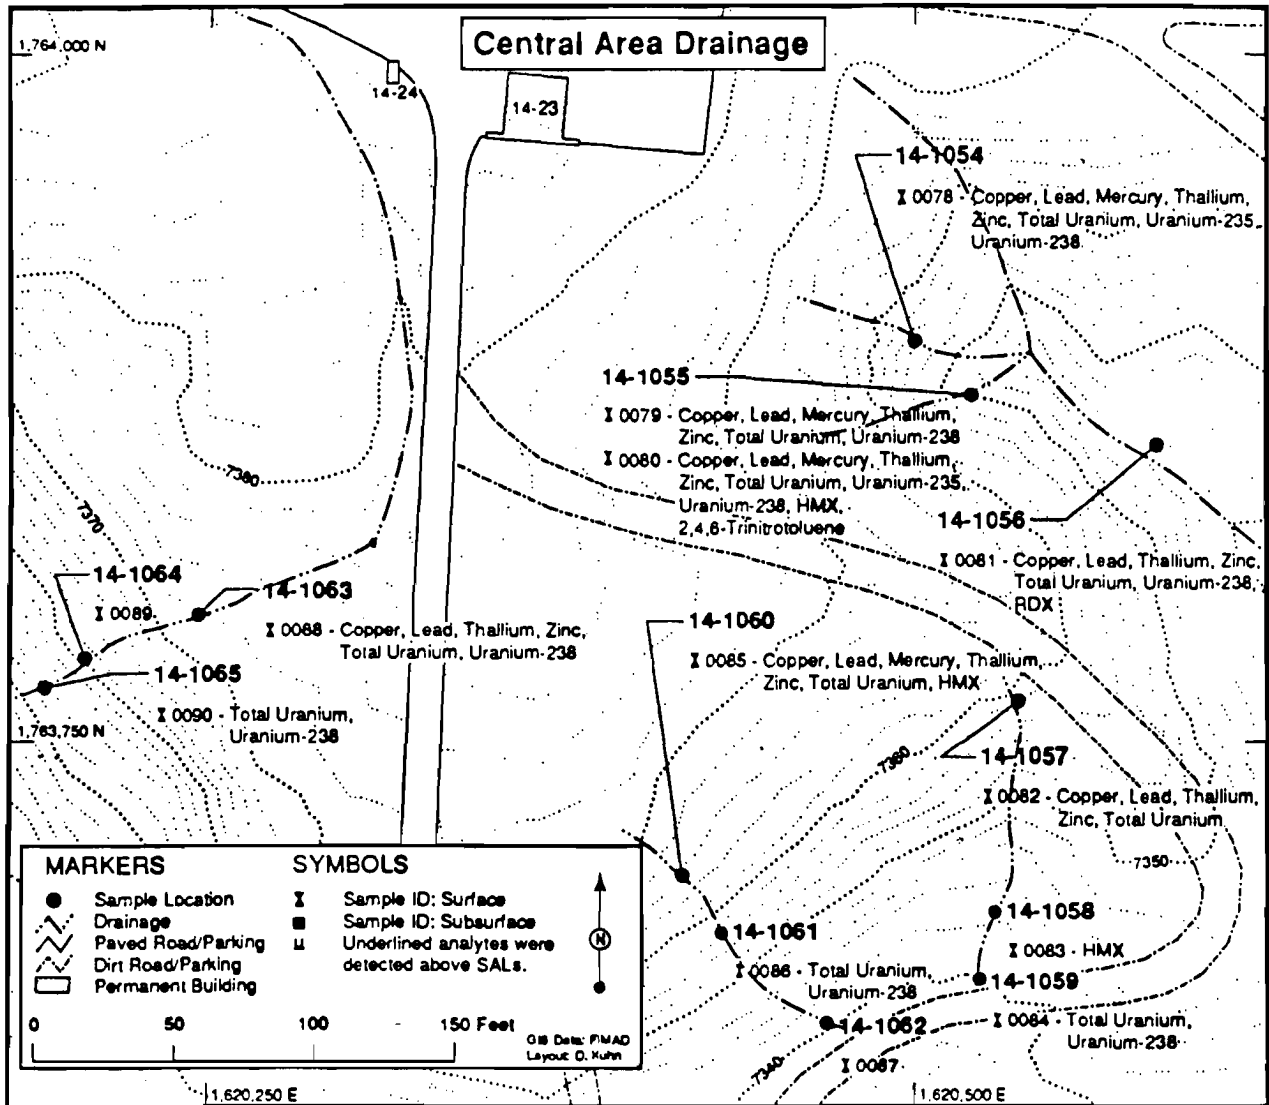 Central Area Drainage
1,764,000 N
14-24
14-23
14-1054
0078 - Copper, Lead, Mercury, Thallium,
Zinc, Total Uranium, Uranium-235,
Uranium-238
14-1055
0079 - Copper, Lead, Mercury, Thallium,
Zinc, Total Uranium, Uranium-238
0080 - Copper, Lead, Mercury, Thallium,
Zinc, Total Uranium, Uranium-235,
Uranium-238, HMX,
2,4,6-Trinitrotoluene
14-1056
0081 - Copper, Lead, Thallium, Zinc,
Total Uranium, Uranium-238,
RDX
7380
7370
14-1064
0089
14-1063
0088 - Copper, Lead, Thallium, Zinc,
Total Uranium, Uranium-238
14-1065
0090 - Total Uranium,
Uranium-238
1,763,750 N
14-1060
0085 - Copper, Lead, Mercury, Thallium,
Zinc, Total Uranium, HMX
7360
14-1057
0082 - Copper, Lead, Thallium,
Zinc, Total Uranium
7350
14-1058
0083 - HMX
14-1061
0086 - Total Uranium,
Uranium-238
14-1059
0084 - Total Uranium,
Uranium-238
14-1062
0087
7340
MARKERS
Sample Location
Drainage
Paved Road/Parking
Dirt Road/Parking
Permanent Building
SYMBOLS
Sample ID: Surface
Sample ID: Subsurface
u Underlined analytes were
detected above SALs.
N
0 50 100 150 Feet
GIS Data: FIMAD
Layout: D. Kuhn
1,620,250 E
1,620,500 E